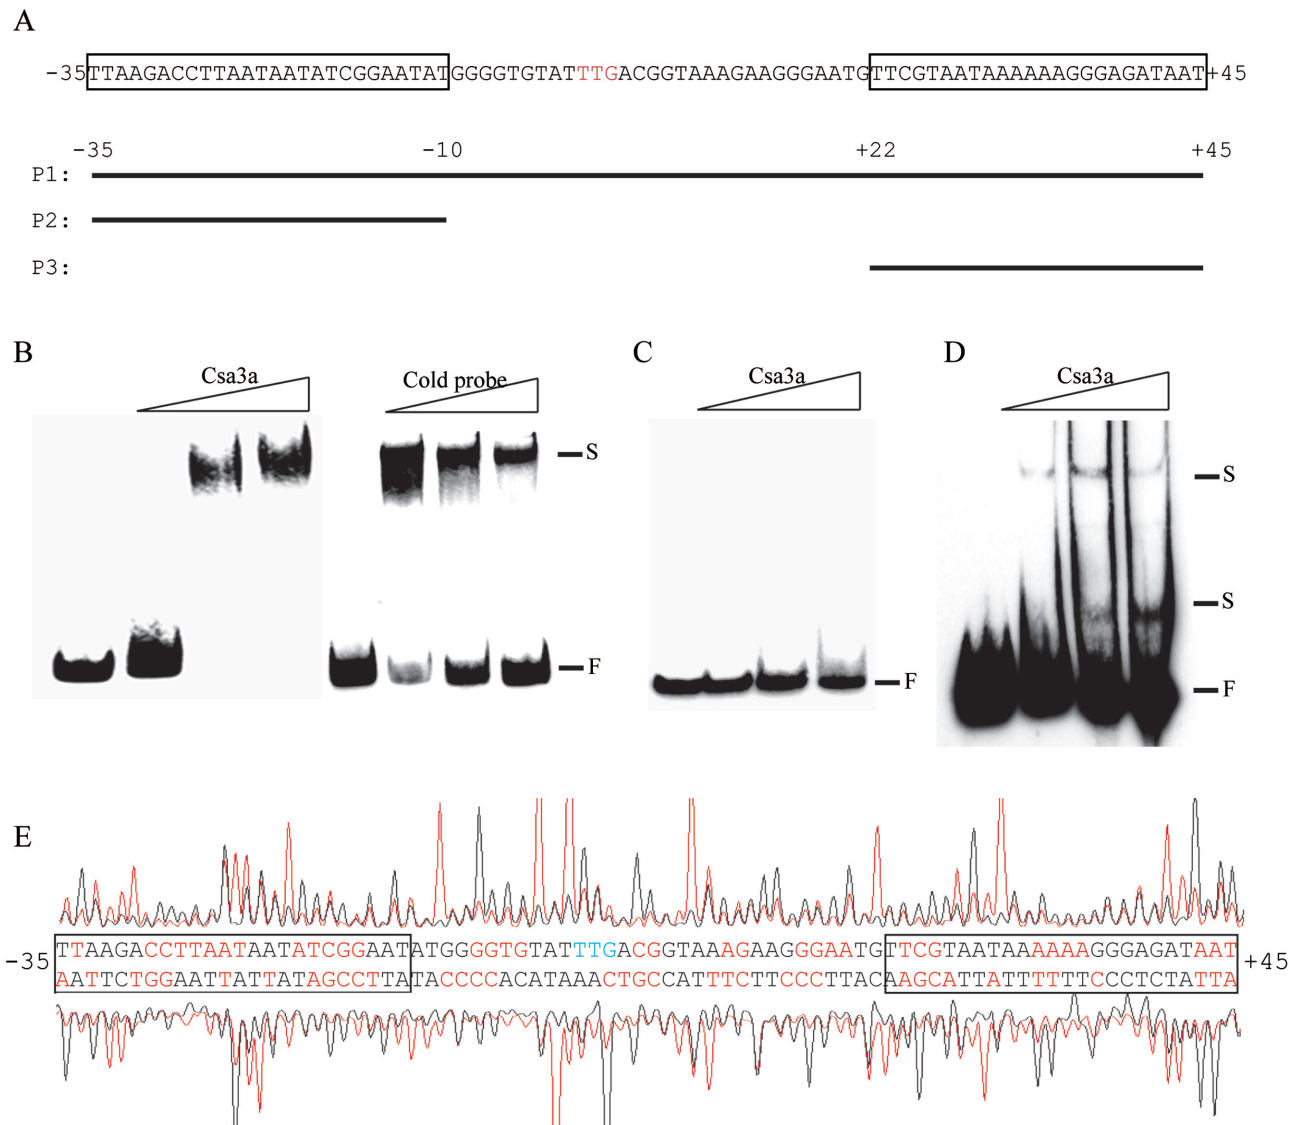 A
-35TTAAGACCTTAATAATATCGGAATATGGGGTGTATTTGACGGTAAAGAAGGGAATGTTCGTAATAAAAAAGGGAGATAAT+45
-35 -10 +22 +45
P1:
P2:
P3:
B C D
Csa3a Cold probe Csa3a Csa3a
S
S
S
F F F
E
-35 TTAAGACCTTAATAATATCGGAATATGGGGTGTATTTGACGGTAAAGAAGGGAATGTTCGTAATAAAAAAGGGAGATAAT +45
AATTCTGGAATTATTATAGCCTTATACCCCACATAAACTGCCATTTCTTCCCTTACAAGCATTATTTTTTCCCTCTATTA